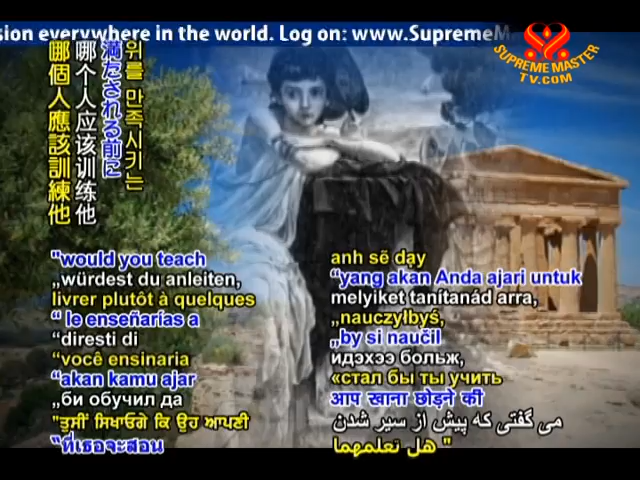 sion everywhere in the world. Log on: www.SupremeM
SUPREME MASTER
TV.COM
위를 만족시키는
満たされる前に
哪个人应该训练他
哪個人應該訓練他
"would you teach
„würdest du anleiten,
livrer plutôt à quelques
“ le enseñarías a
“diresti di
“você ensinaria
“akan kamu ajar
„би обучил да
"ਤੁਸੀਂ ਸਿਖਾਓਗੇ ਕਿ ਉਹ ਆਪਣੀ
“ที่เธอจะสอน
anh sẽ dạy
“yang akan Anda ajari untuk
melyiket tanítanád arra,
„nauczyłbyś,
„by si naučil
идэхээ больж,
«стал бы ты учить
आप खाना छोड़ने की
می گفتی که پیش از سیر شدن
هل تعلمهما "